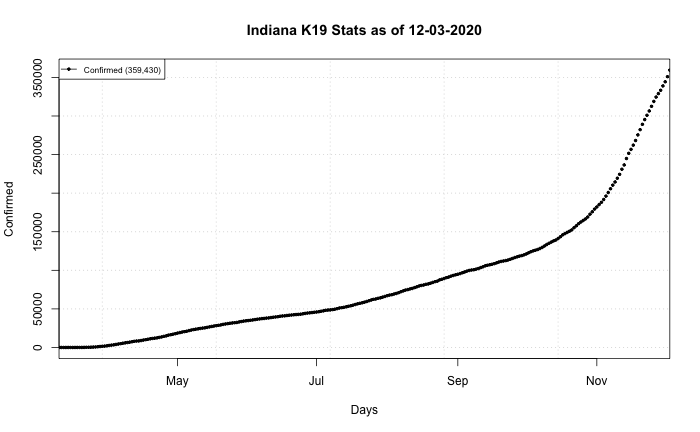 Indiana K19 Stats as of 12-03-2020
Confirmed (359,430)
350000
250000
150000
50000
0
Confirmed
May Jul Sep Nov
Days